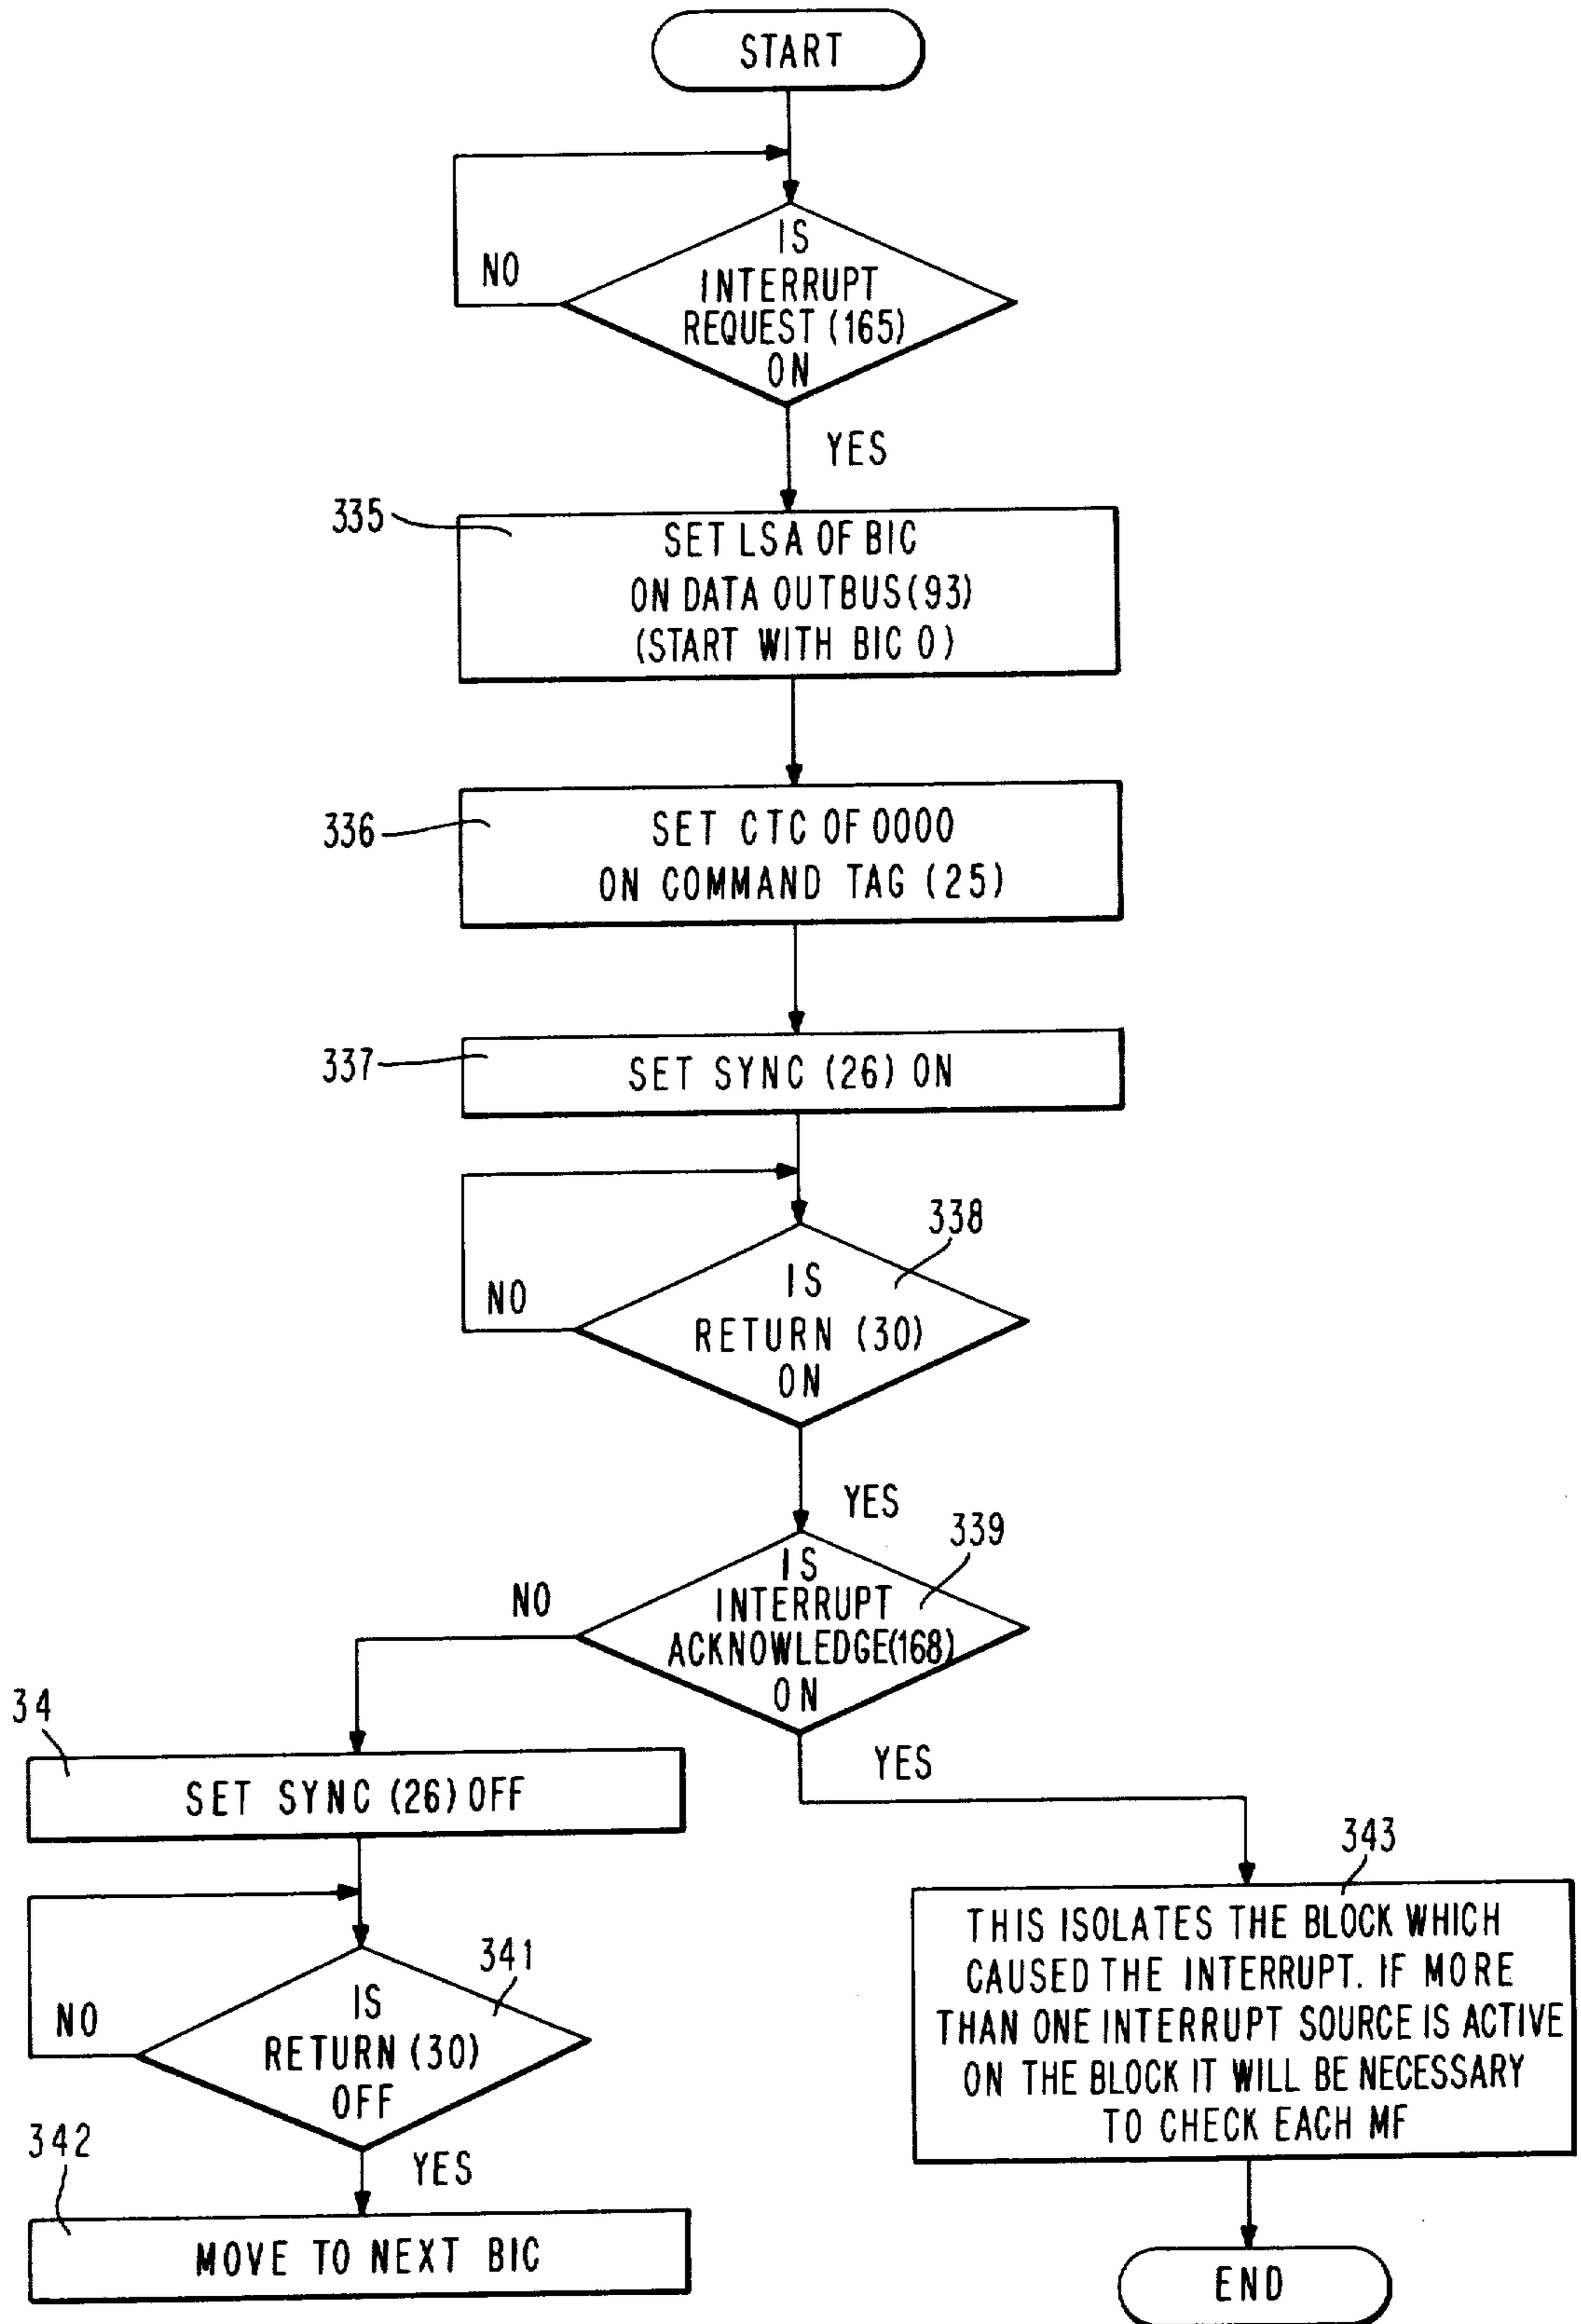 START
NO
IS
INTERRUPT
REQUEST (165)
ON
YES
335
SET LSA OF BIC
ON DATA OUTBUS (93)
(START WITH BIC 0)
336
SET CTC OF 0000
ON COMMAND TAG (25)
337
SET SYNC (26) ON
338
NO
IS
RETURN (30)
ON
YES
339
NO
IS
INTERRUPT
ACKNOWLEDGE (168)
ON
34
YES
SET SYNC (26) OFF
343
THIS ISOLATES THE BLOCK WHICH
CAUSED THE INTERRUPT. IF MORE
THAN ONE INTERRUPT SOURCE IS ACTIVE
ON THE BLOCK IT WILL BE NECESSARY
TO CHECK EACH MF
341
NO
IS
RETURN (30)
OFF
342
YES
MOVE TO NEXT BIC
END